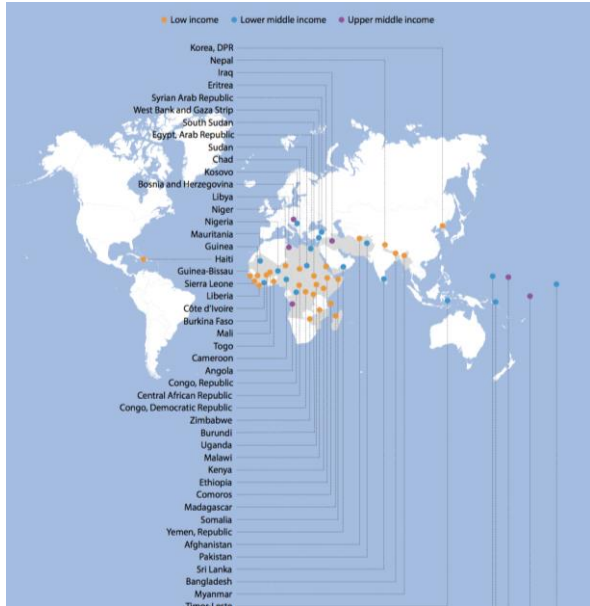 Low income Lower middle income Upper middle income
Korea, DPR
Nepal
Iraq
Eritrea
Syrian Arab Republic
West Bank and Gaza Strip
South Sudan
Egypt, Arab Republic
Sudan
Chad
Kosovo
Bosnia and Herzegovina
Libya
Niger
Nigeria
Mauritania
Guinea
Haiti
Guinea-Bissau
Sierra Leone
Liberia
Côte d'Ivoire
Burkina Faso
Mali
Togo
Cameroon
Angola
Congo, Republic
Central African Republic
Congo, Democratic Republic
Zimbabwe
Burundi
Uganda
Malawi
Kenya
Ethiopia
Comoros
Madagascar
Somalia
Yemen, Republic
Afghanistan
Pakistan
Sri Lanka
Bangladesh
Myanmar
Timor-Leste